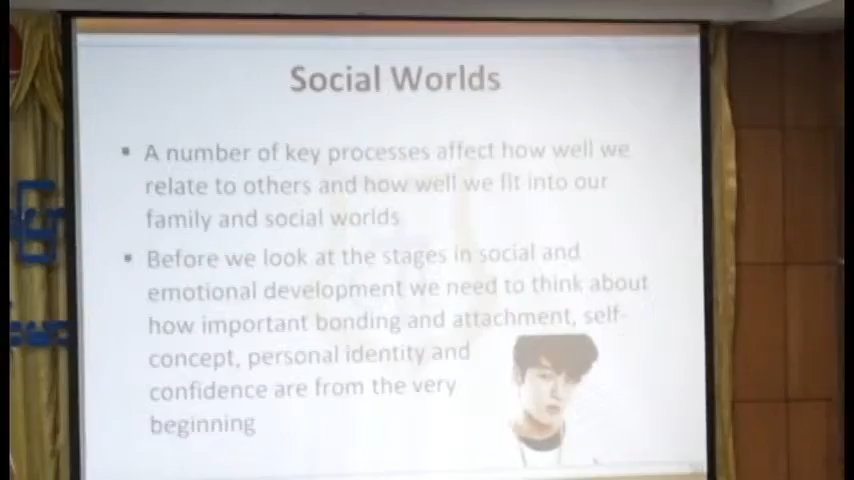 Social Worlds
▪ A number of key processes affect how well we
relate to others and how well we fit into our
family and social worlds
▪ Before we look at the stages in social and
emotional development we need to think about
how important bonding and attachment, self-
concept, personal identity and
confidence are from the very
beginning